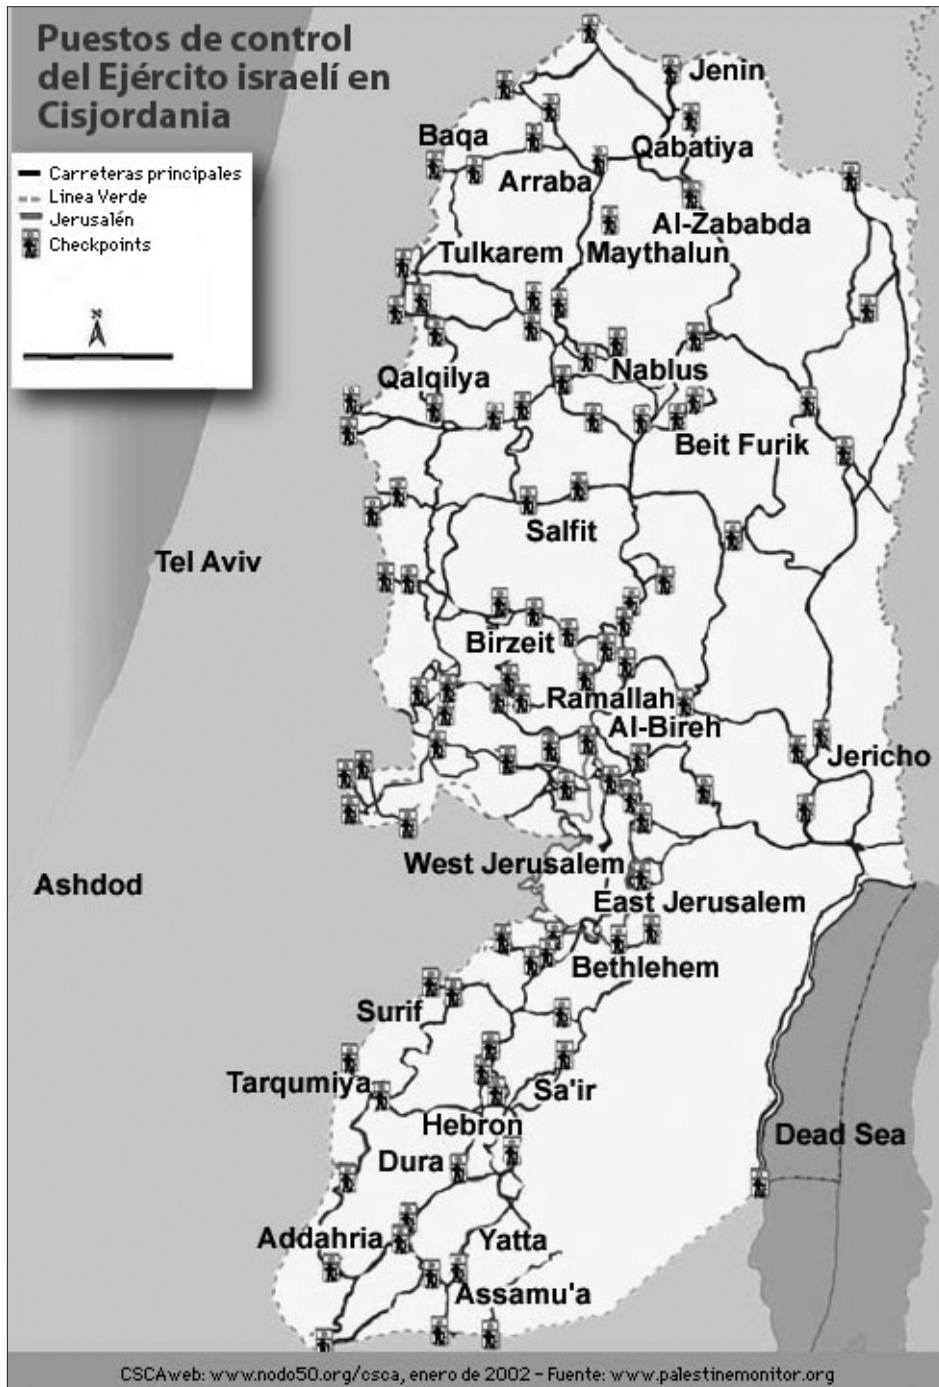 Puestos de control
del Ejército israelí en
Cisjordania
Carreteras principales
Linea Verde
Jerusalén
Checkpoints
N
Jenin
Baqa
Qabatiya
Arraba
Al-Zababda
Tulkarem
Maythalun
Nablus
Qalqilya
Beit Furik
Salfit
Tel Aviv
Birzeit
Ramallah
Al-Bireh
Jericho
West Jerusalem
Ashdod
East Jerusalem
Bethlehem
Surif
Tarqumiya
Sa'ir
Hebron
Dead Sea
Dura
Addahria
Yatta
Assamu'a
CSCAweb: www.nodo50.org/csca, enero de 2002 - Fuente: www.palestinemonitor.org